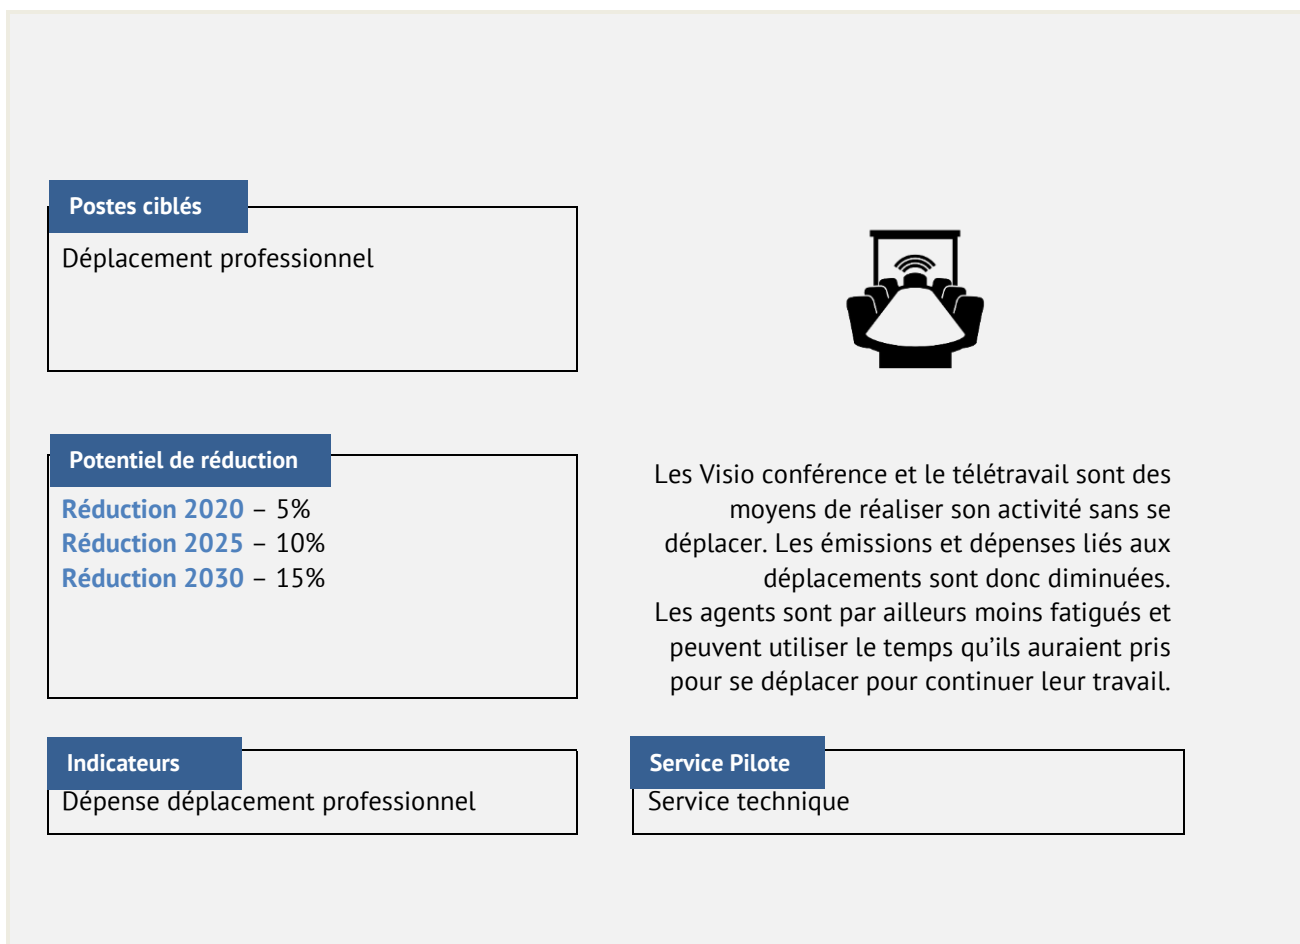 Postes ciblés
Déplacement professionnel
Potentiel de réduction
Réduction 2020 – 5%
Réduction 2025 – 10%
Réduction 2030 – 15%
Les Visio conférence et le télétravail sont des
moyens de réaliser son activité sans se
déplacer. Les émissions et dépenses liés aux
déplacements sont donc diminuées.
Les agents sont par ailleurs moins fatigués et
peuvent utiliser le temps qu’ils auraient pris
pour se déplacer pour continuer leur travail.
Indicateurs
Dépense déplacement professionnel
Service Pilote
Service technique